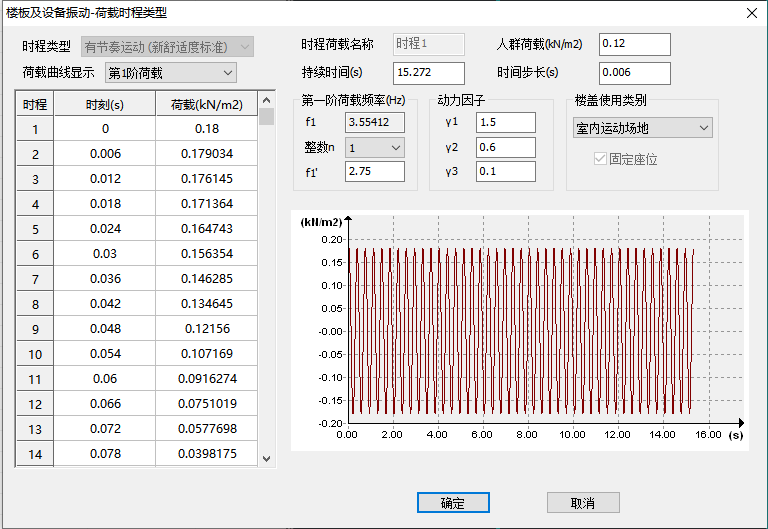 楼板及设备振动-荷载时程类型
时程类型 有节奏运动 (新舒适度标准)
荷载曲线显示 第1阶荷载
时程荷载名称 时程1 人群荷载(kN/m2) 0.12
持续时间(s) 15.272 时间步长(s) 0.006
时程 时刻(s) 荷载(kN/m2)
1 0 0.18
2 0.006 0.179034
3 0.012 0.176145
4 0.018 0.171364
5 0.024 0.164743
6 0.03 0.156354
7 0.036 0.146285
8 0.042 0.134645
9 0.048 0.12156
10 0.054 0.107169
11 0.06 0.0916274
12 0.066 0.0751019
13 0.072 0.0577698
14 0.078 0.0398175
第一阶荷载频率(Hz)
f1 3.55412
整数n 1
f1' 2.75
动力因子
γ1 1.5
γ2 0.6
γ3 0.1
楼盖使用类别
室内运动场地
固定座位
(kN/m2)
0.20
0.15
0.10
0.05
-0.00
-0.05
-0.10
-0.15
-0.20
0.00 2.00 4.00 6.00 8.00 10.00 12.00 14.00 16.00 (s)
确定 取消